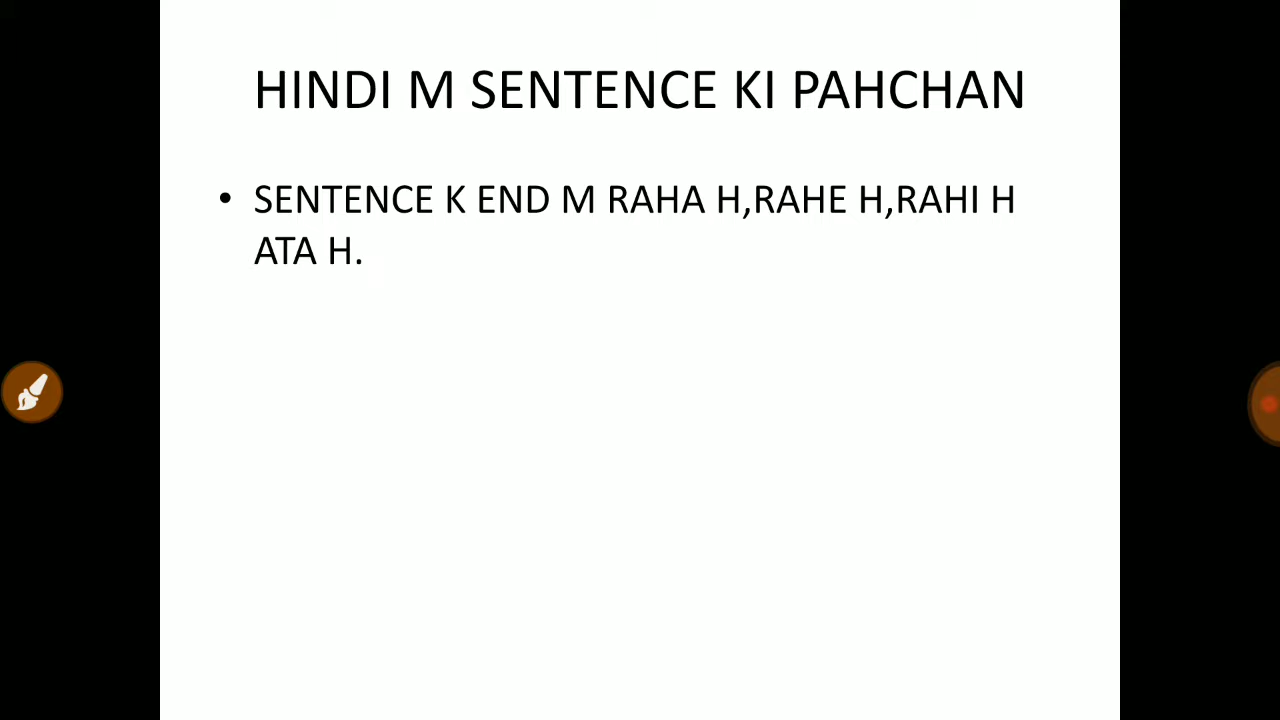 HINDI M SENTENCE KI PAHCHAN
• SENTENCE K END M RAHA H,RAHE H,RAHI H
ATA H.